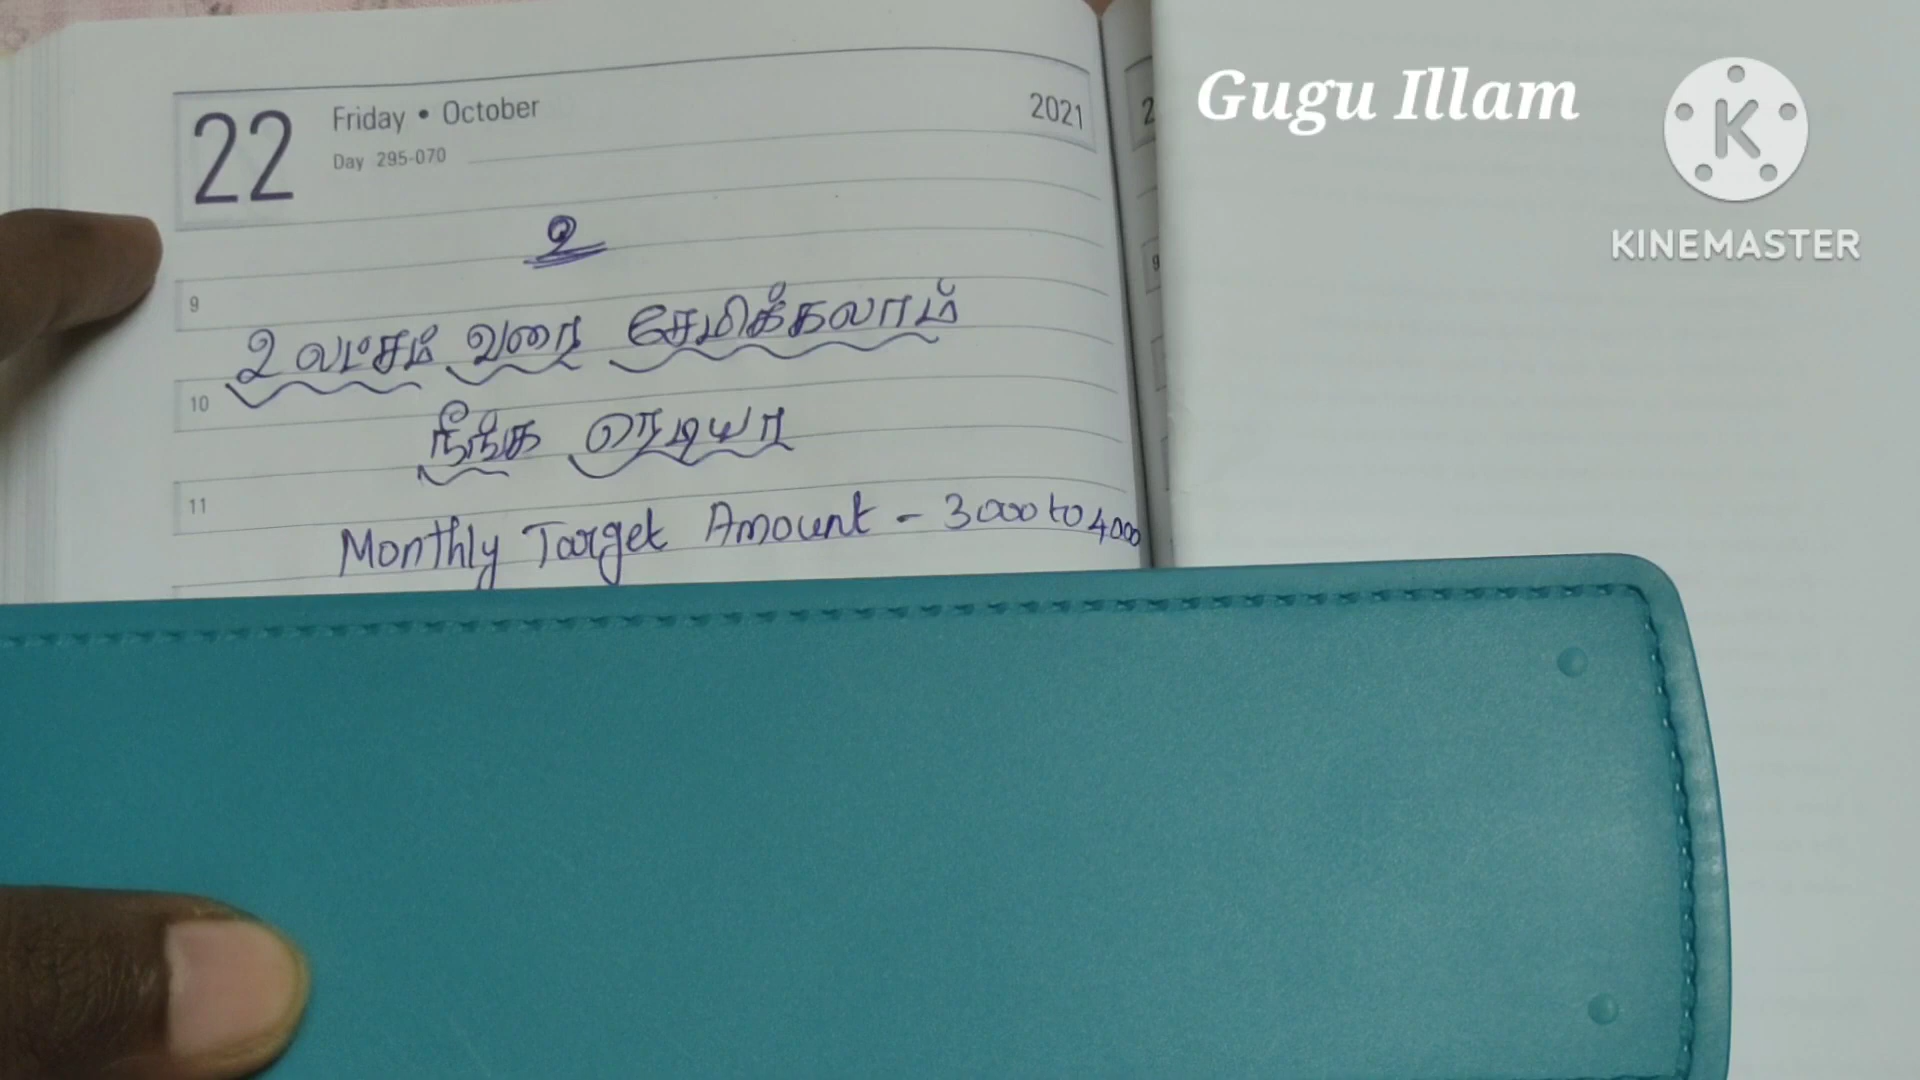 22 Friday • October 2021
Day 295-070
உ
9
2 லட்சம் வரை சேமிக்கலாம்
10
நீங்க ரெடியா
11
Monthly Target Amount - 3000 to 4000
2
9
Gugu Illam
K
KINEMASTER